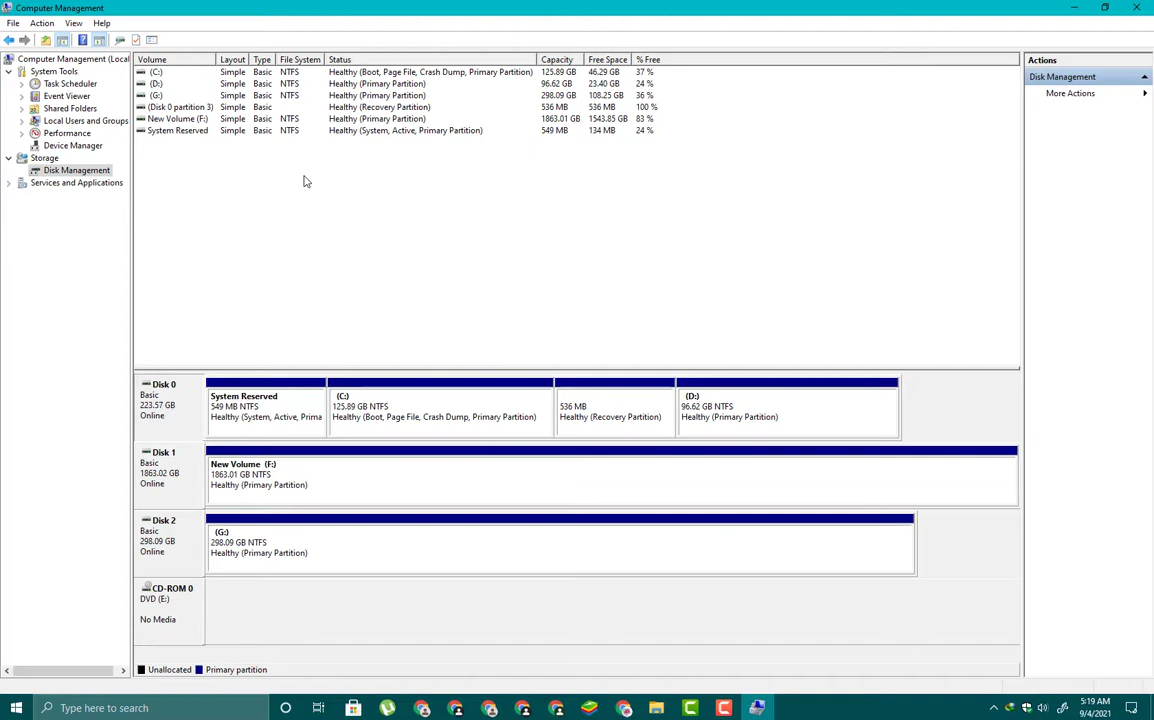 Computer Management
File Action View Help
Computer Management (Local
System Tools
Task Scheduler
Event Viewer
Shared Folders
Local Users and Groups
Performance
Device Manager
Storage
Disk Management
Services and Applications
Volume Layout Type File System Status Capacity Free Space % Free
(C:) Simple Basic NTFS Healthy (Boot, Page File, Crash Dump, Primary Partition) 125.89 GB 46.29 GB 37 %
(D:) Simple Basic NTFS Healthy (Primary Partition) 96.62 GB 23.40 GB 24 %
(G:) Simple Basic NTFS Healthy (Primary Partition) 298.09 GB 108.25 GB 36 %
(Disk 0 partition 3) Simple Basic Healthy (Recovery Partition) 536 MB 536 MB 100 %
New Volume (F:) Simple Basic NTFS Healthy (Primary Partition) 1863.01 GB 1543.85 GB 83 %
System Reserved Simple Basic NTFS Healthy (System, Active, Primary Partition) 549 MB 134 MB 24 %
Actions
Disk Management
More Actions
Disk 0
Basic
223.57 GB
Online
System Reserved
549 MB NTFS
Healthy (System, Active, Prima
(C:)
125.89 GB NTFS
Healthy (Boot, Page File, Crash Dump, Primary Partition)
536 MB
Healthy (Recovery Partition)
(D:)
96.62 GB NTFS
Healthy (Primary Partition)
Disk 1
Basic
1863.02 GB
Online
New Volume (F:)
1863.01 GB NTFS
Healthy (Primary Partition)
Disk 2
Basic
298.09 GB
Online
(G:)
298.09 GB NTFS
Healthy (Primary Partition)
CD-ROM 0
DVD (E:)
No Media
Unallocated Primary partition
Type here to search
5:19 AM
9/4/2021